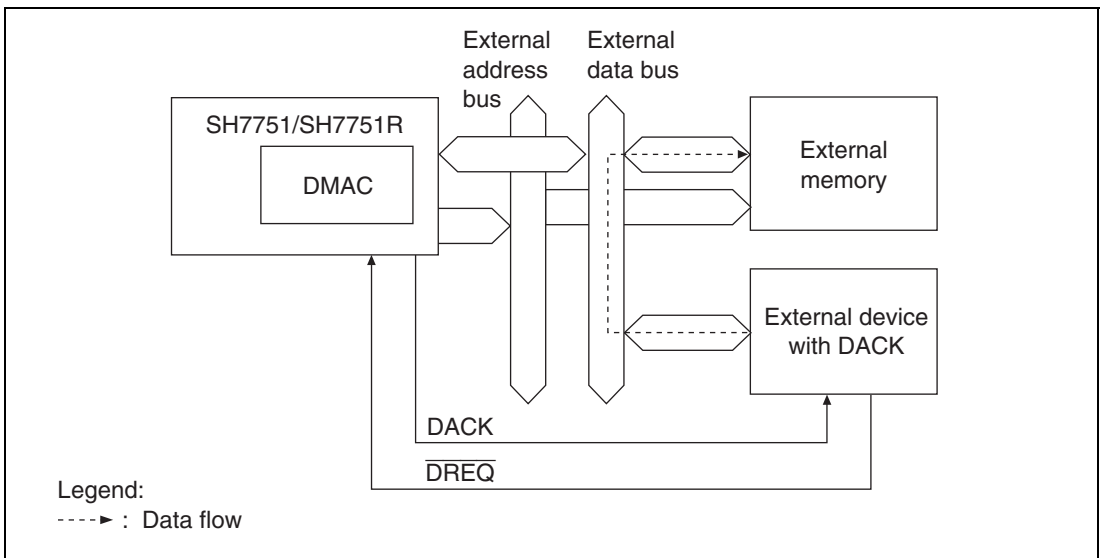 External
address
bus
External
data bus
SH7751/SH7751R
DMAC
External
memory
External device
with DACK
DACK
DREQ
Legend:
: Data flow